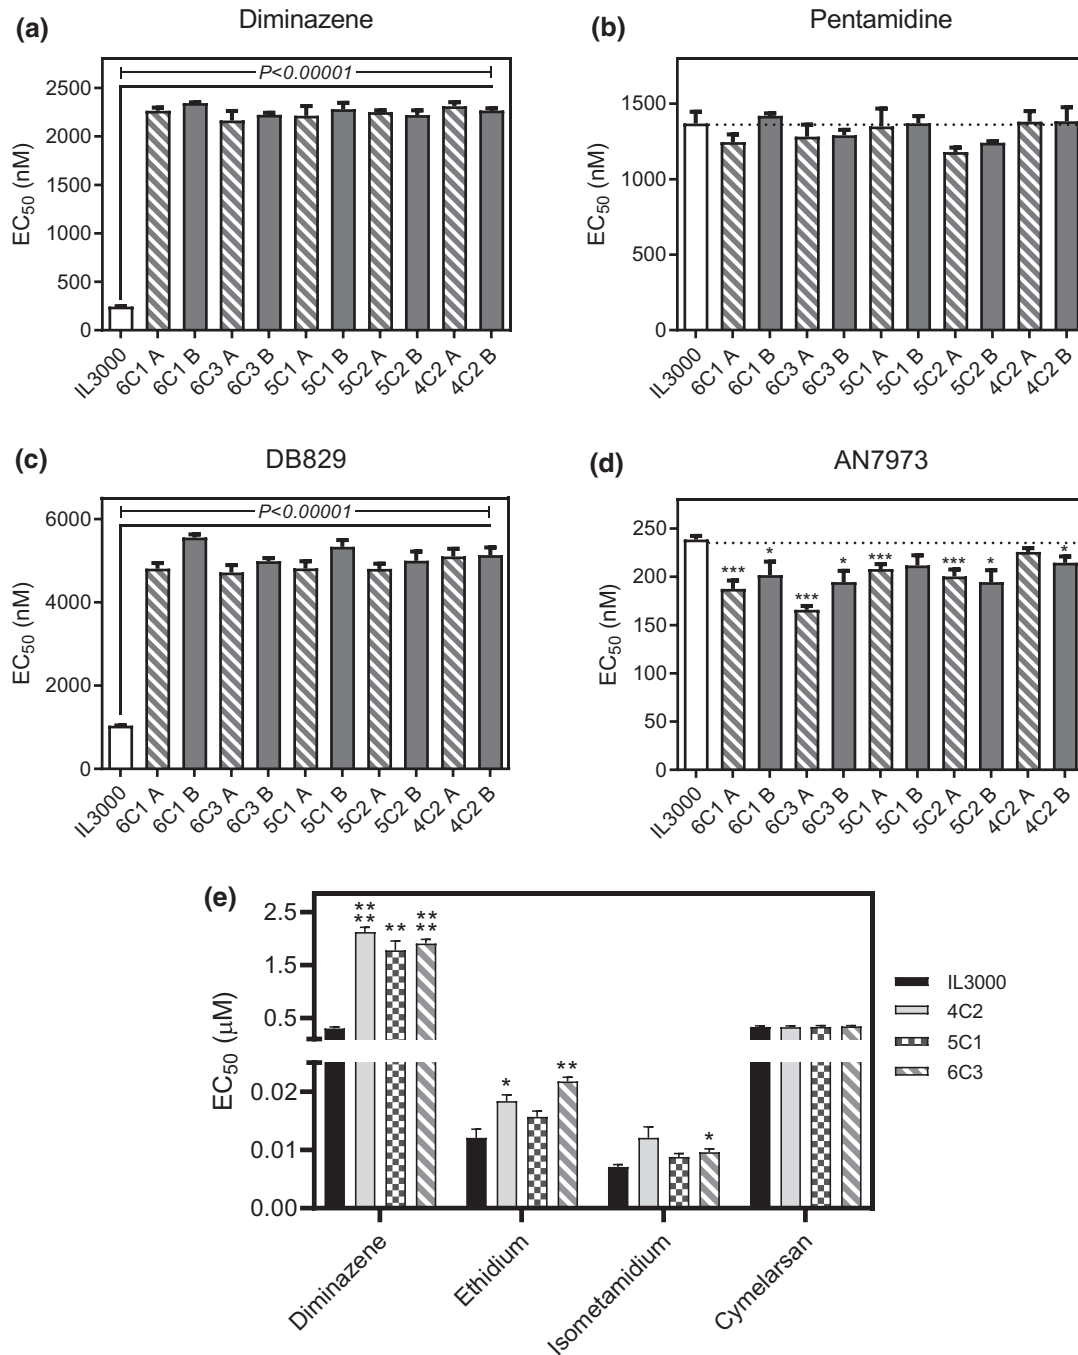 (a)
Diminazene
P<0.00001
EC50 (nM)
2500
2000
1500
1000
500
0
IL3000
6C1 A
6C1 B
6C3 A
6C3 B
5C1 A
5C1 B
5C2 A
5C2 B
4C2 A
4C2 B
(b)
Pentamidine
EC50 (nM)
1500
1000
500
0
IL3000
6C1 A
6C1 B
6C3 A
6C3 B
5C1 A
5C1 B
5C2 A
5C2 B
4C2 A
4C2 B
(c)
DB829
P<0.00001
EC50 (nM)
6000
4000
2000
0
IL3000
6C1 A
6C1 B
6C3 A
6C3 B
5C1 A
5C1 B
5C2 A
5C2 B
4C2 A
4C2 B
(d)
AN7973
EC50 (nM)
250
200
150
100
50
0
***
*
***
*
***
***
*
*
IL3000
6C1 A
6C1 B
6C3 A
6C3 B
5C1 A
5C1 B
5C2 A
5C2 B
4C2 A
4C2 B
(e)
EC50 (μM)
2.5
1.5
0.5
0.02
0.01
0.00
**
**
**
**
**
*
**
*
Diminazene
Ethidium
Isometamidium
Cymelarsan
IL3000
4C2
5C1
6C3